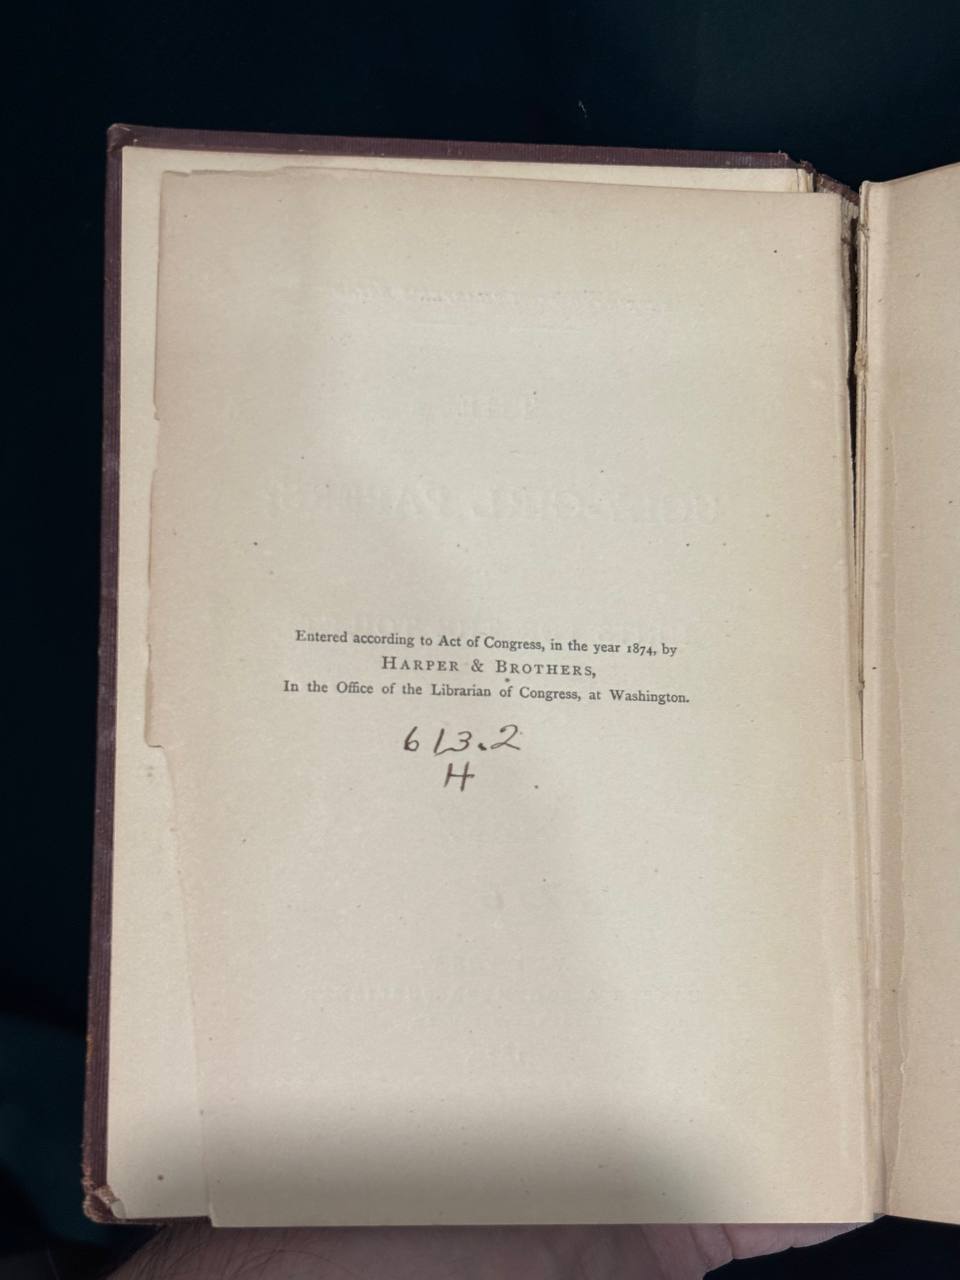 Entered according to Act of Congress, in the year 1874, by
HARPER & BROTHERS,
In the Office of the Librarian of Congress, at Washington.
613.2
H